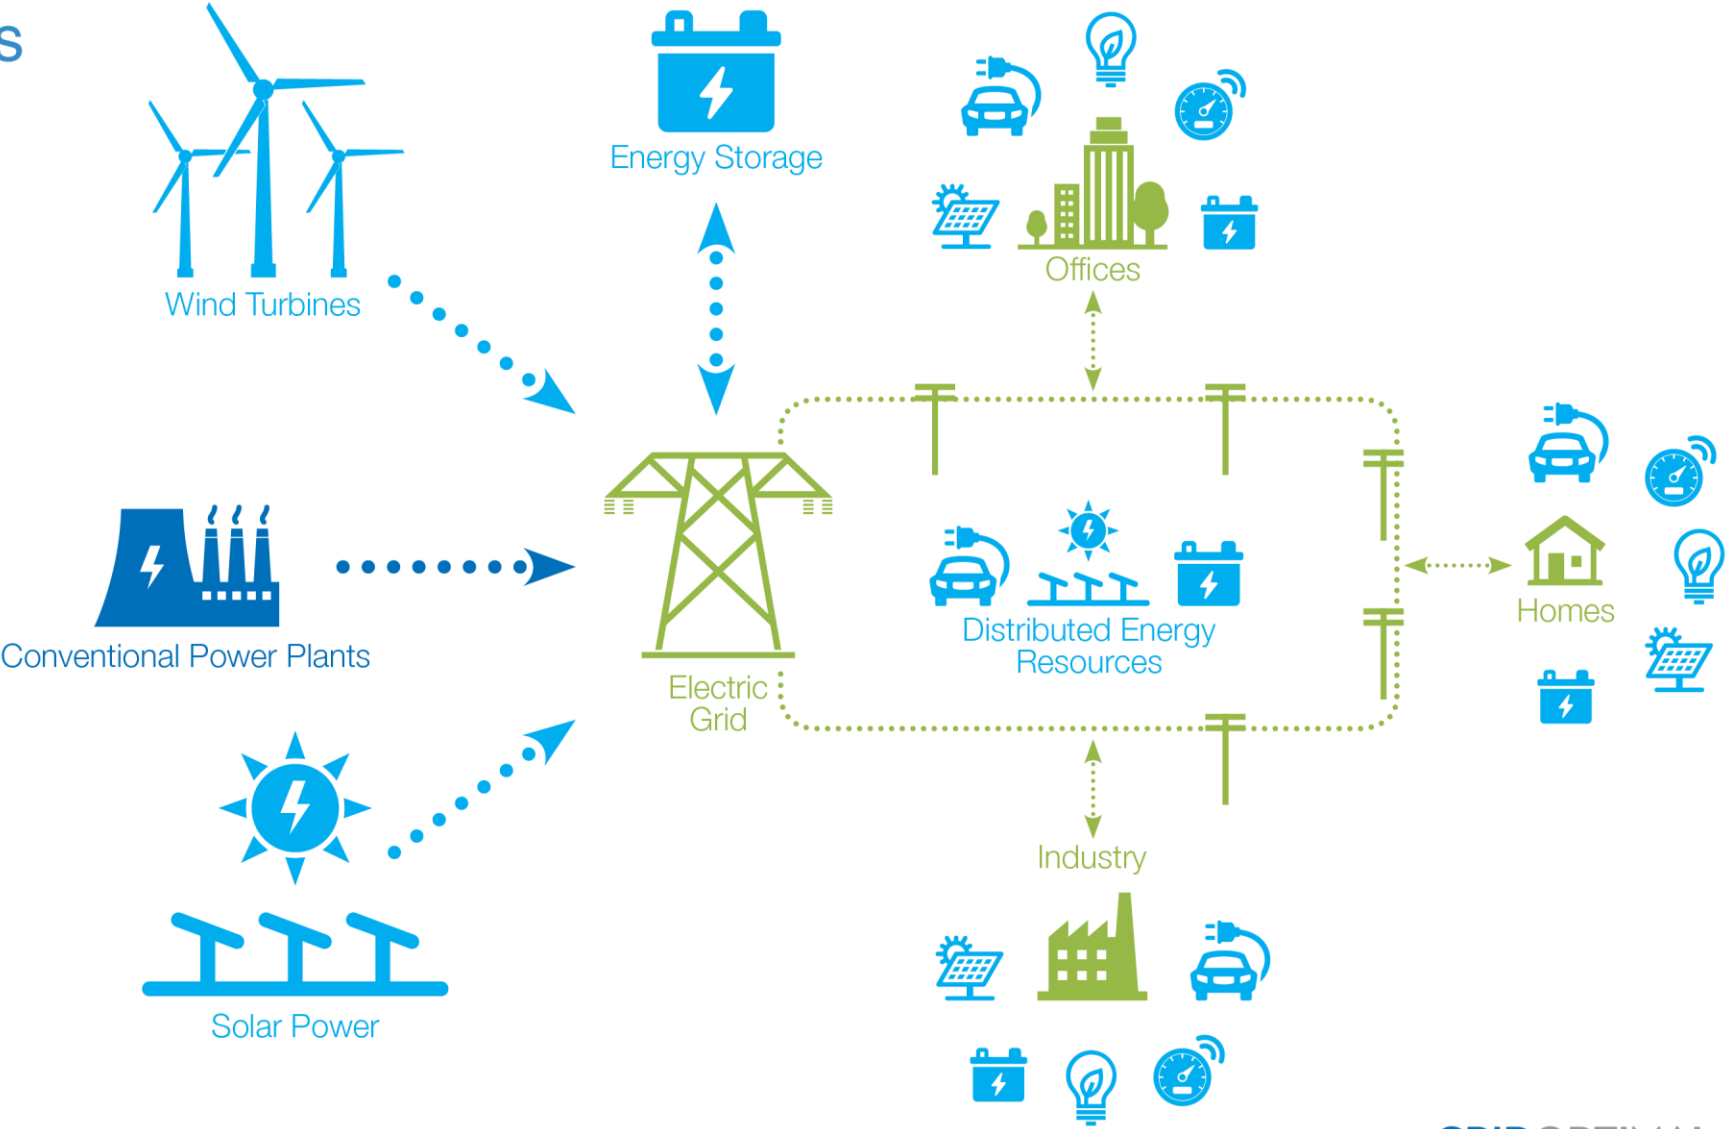 s
Energy Storage
Offices
Wind Turbines
Homes
Distributed Energy
Resources
Conventional Power Plants
Electric
Grid
Industry
Solar Power